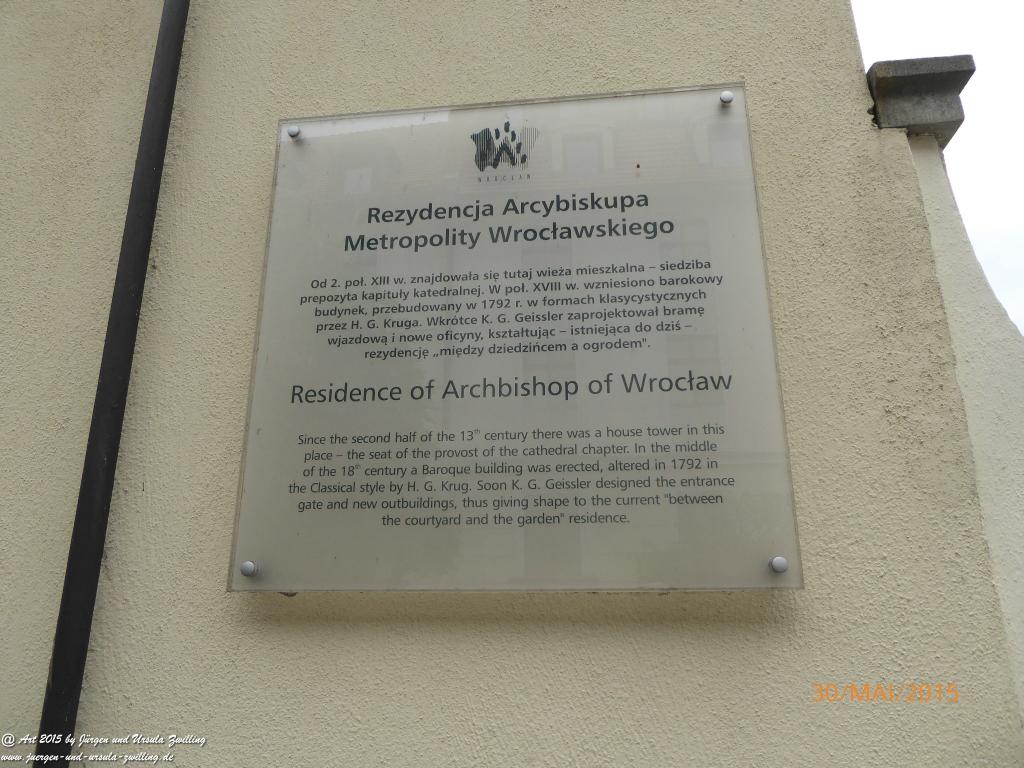 WROCŁAW
Rezydencja Arcybiskupa
Metropolity Wrocławskiego
Od 2. poł. XIII w. znajdowała się tutaj wieża mieszkalna – siedziba
prepozyta kapituły katedralnej. W poł. XVIII w. wzniesiono barokowy
budynek, przebudowany w 1792 r. w formach klasycystycznych
przez H. G. Kruga. Wkrótce K. G. Geissler zaprojektował bramę
wjazdową i nowe oficyny, kształtując – istniejąca do dziś –
rezydencję „między dziedzińcem a ogrodem".
Residence of Archbishop of Wrocław
Since the second half of the 13th century there was a house tower in this
place – the seat of the provost of the cathedral chapter. In the middle
of the 18th century a Baroque building was erected, altered in 1792 in
the Classical style by H. G. Krug. Soon K. G. Geissler designed the entrance
gate and new outbuildings, thus giving shape to the current "between
the courtyard and the garden" residence.
30/MAI/2015
@ Art 2015 by Jürgen und Ursula Zwilling
www.juergen-und-ursula-zwilling.de